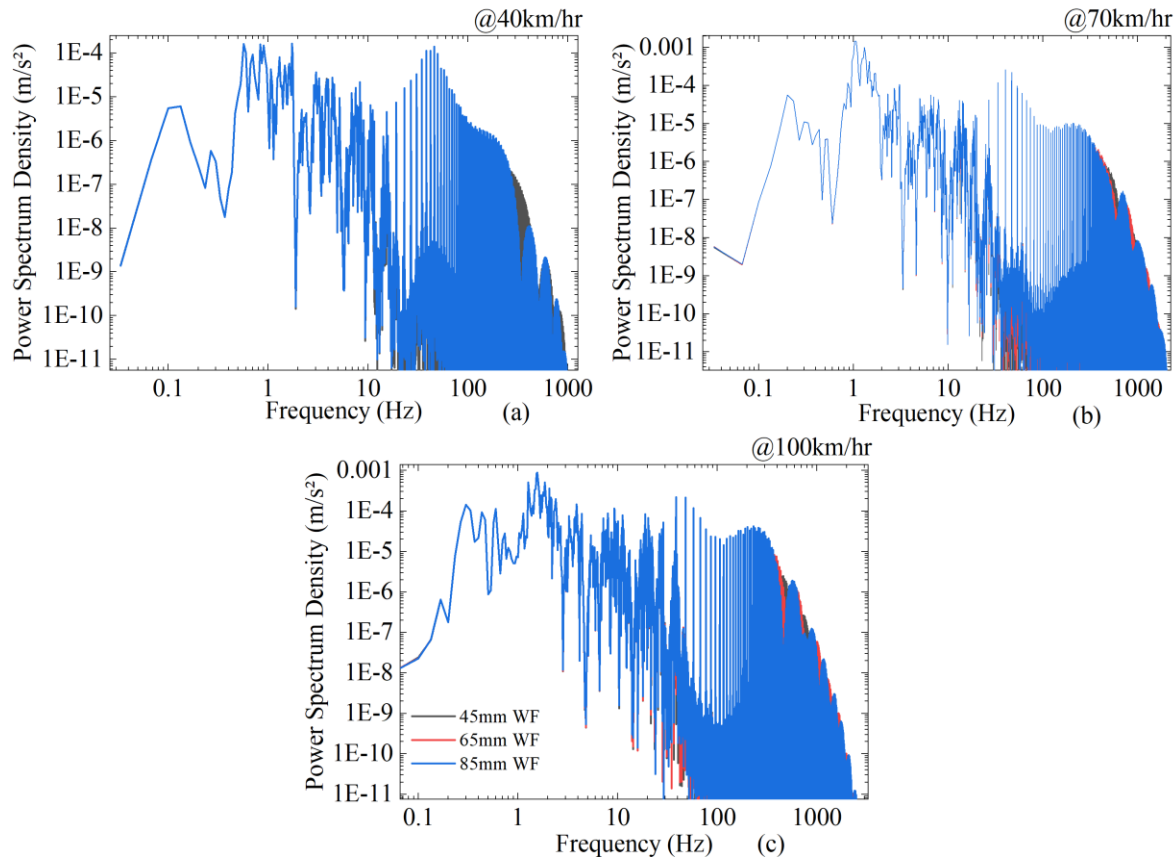 @40km/hr
Power Spectrum Density (m/s²)
1E-4
1E-5
1E-6
1E-7
1E-8
1E-9
1E-10
1E-11
0.1 1 10 100 1000
Frequency (Hz) (a)
@70km/hr
Power Spectrum Density (m/s²)
0.001
1E-4
1E-5
1E-6
1E-7
1E-8
1E-9
1E-10
1E-11
0.1 1 10 100 1000
Frequency (Hz) (b)
@100km/hr
Power Spectrum Density (m/s²)
0.001
1E-4
1E-5
1E-6
1E-7
1E-8
1E-9
1E-10
1E-11
45mm WF
65mm WF
85mm WF
0.1 1 10 100 1000
Frequency (Hz) (c)